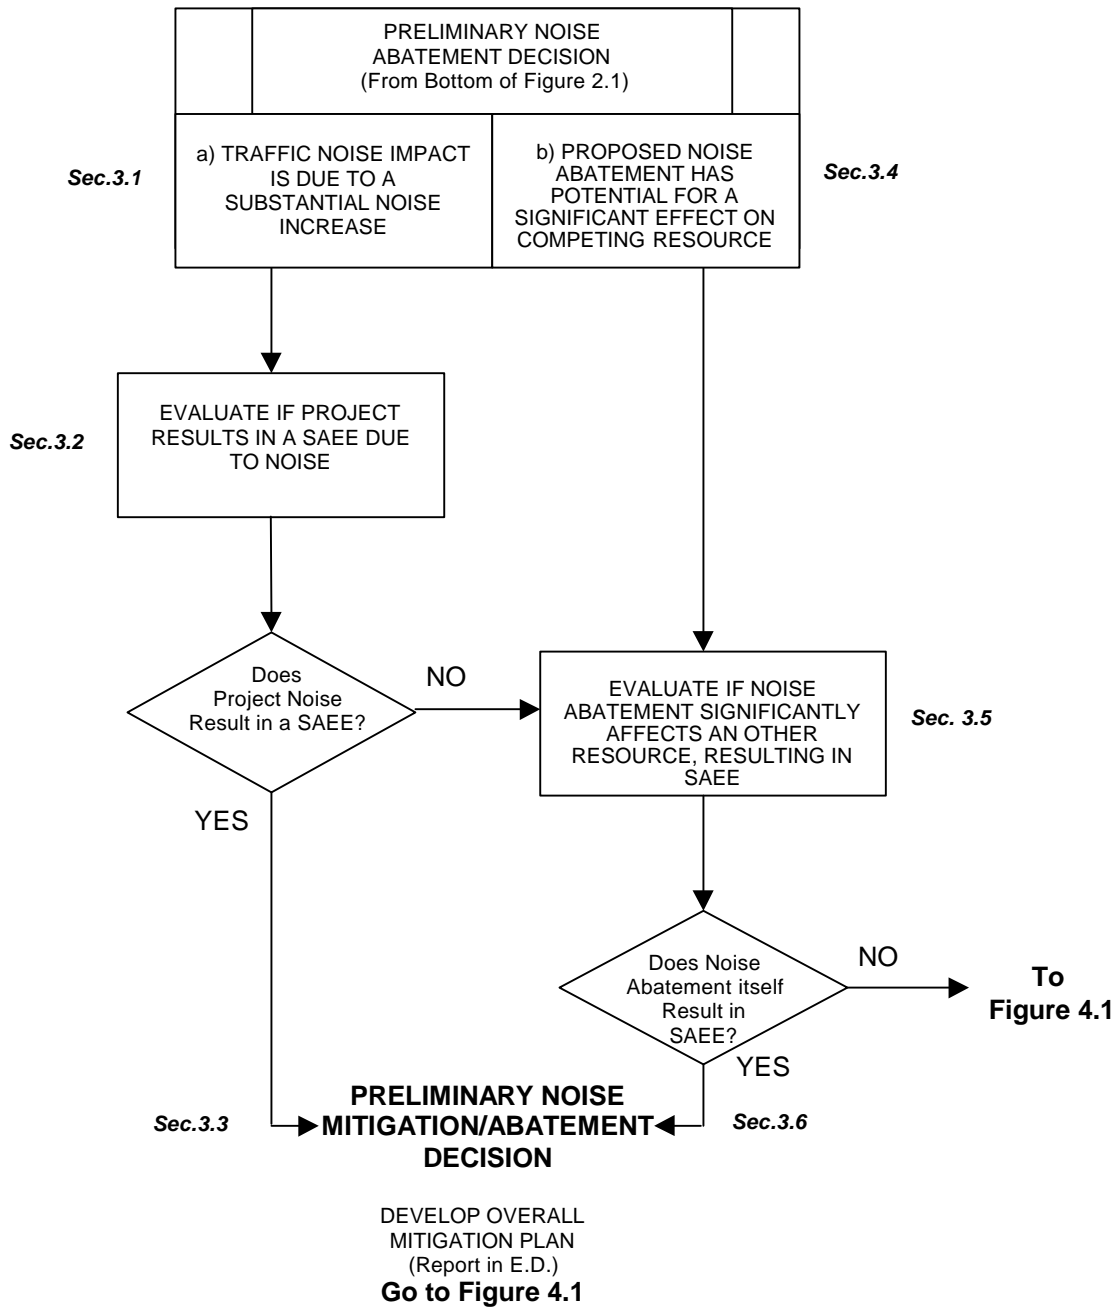 PRELIMINARY NOISE
ABATEMENT DECISION
(From Bottom of Figure 2.1)
Sec.3.1
a) TRAFFIC NOISE IMPACT
IS DUE TO A
SUBSTANTIAL NOISE
INCREASE
b) PROPOSED NOISE
ABATEMENT HAS
POTENTIAL FOR A
SIGNIFICANT EFFECT ON
COMPETING RESOURCE
Sec.3.4
Sec.3.2
EVALUATE IF PROJECT
RESULTS IN A SAEE DUE
TO NOISE
Does
Project Noise
Result in a SAEE?
NO
YES
EVALUATE IF NOISE
ABATEMENT SIGNIFICANTLY
AFFECTS AN OTHER
RESOURCE, RESULTING IN
SAEE
Sec. 3.5
Does Noise
Abatement itself
Result in
SAEE?
NO
To
Figure 4.1
YES
Sec.3.3
PRELIMINARY NOISE
MITIGATION/ABATEMENT
DECISION
Sec.3.6
DEVELOP OVERALL
MITIGATION PLAN
(Report in E.D.)
Go to Figure 4.1